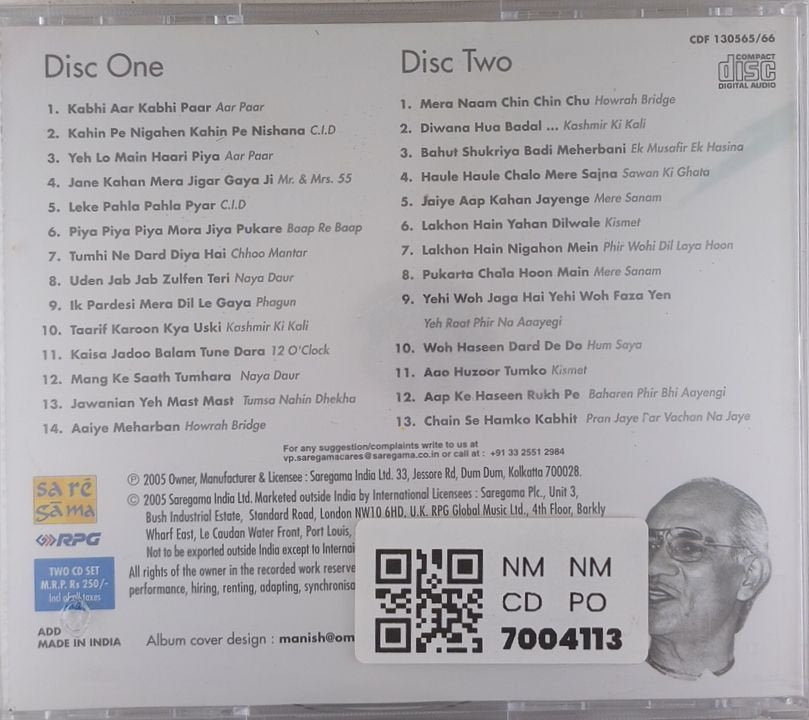 CDF 130565/66
COMPACT
disc
DIGITAL AUDIO
Disc One
1. Kabhi Aar Kabhi Paar Aar Paar
2. Kahin Pe Nigahen Kahin Pe Nishana C.I.D
3. Yeh Lo Main Haari Piya Aar Paar
4. Jane Kahan Mera Jigar Gaya Ji Mr. & Mrs. 55
5. Leke Pahla Pahla Pyar C.I.D
6. Piya Piya Piya Mora Jiya Pukare Baap Re Baap
7. Tumhi Ne Dard Diya Hai Chhoo Mantar
8. Uden Jab Jab Zulfen Teri Naya Daur
9. Ik Pardesi Mera Dil Le Gaya Phagun
10. Taarif Karoon Kya Uski Kashmir Ki Kali
11. Kaisa Jadoo Balam Tune Dara 12 O'Clock
12. Mang Ke Saath Tumhara Naya Daur
13. Jawanian Yeh Mast Mast Tumsa Nahin Dhekha
14. Aaiye Meharban Howrah Bridge
Disc Two
1. Mera Naam Chin Chin Chu Howrah Bridge
2. Diwana Hua Badal ... Kashmir Ki Kali
3. Bahut Shukriya Badi Meherbani Ek Musafir Ek Hasina
4. Haule Haule Chalo Mere Sajna Sawan Ki Ghata
5. Jaiye Aap Kahan Jayenge Mere Sanam
6. Lakhon Hain Yahan Dilwale Kismet
7. Lakhon Hain Nigahon Mein Phir Wohi Dil Laya Hoon
8. Pukarta Chala Hoon Main Mere Sanam
9. Yehi Woh Jaga Hai Yehi Woh Faza Yen
Yeh Raat Phir Na Aaayegi
10. Woh Haseen Dard De Do Hum Saya
11. Aao Huzoor Tumko Kismet
12. Aap Ke Haseen Rukh Pe Baharen Phir Bhi Aayengi
13. Chain Se Hamko Kabhit Pran Jaye Par Vachan Na Jaye
For any suggestion/complaints write to us at
vp.saregamacares@saregama.co.in or call at : +91 33 2551 2984
sa rē
gama
RPG
TWO CD SET
M.R.P. Rs 250/-
Incl of all taxes
ADD
MADE IN INDIA
℗ 2005 Owner, Manufacturer & Licensee : Saregama India Ltd. 33, Jessore Rd, Dum Dum, Kolkatta 700028.
© 2005 Saregama India Ltd. Marketed outside India by International Licensees : Saregama Plc., Unit 3,
Bush Industrial Estate, Standard Road, London NW10 6HD, U.K. RPG Global Music Ltd., 4th Floor, Barkly
Wharf East, Le Caudan Water Front, Port Louis,
Not to be exported outside India except to
All rights of the owner in the recorded work
performance, hiring, renting, adapting,
Album cover design :
NM NM
CD PO
7004113